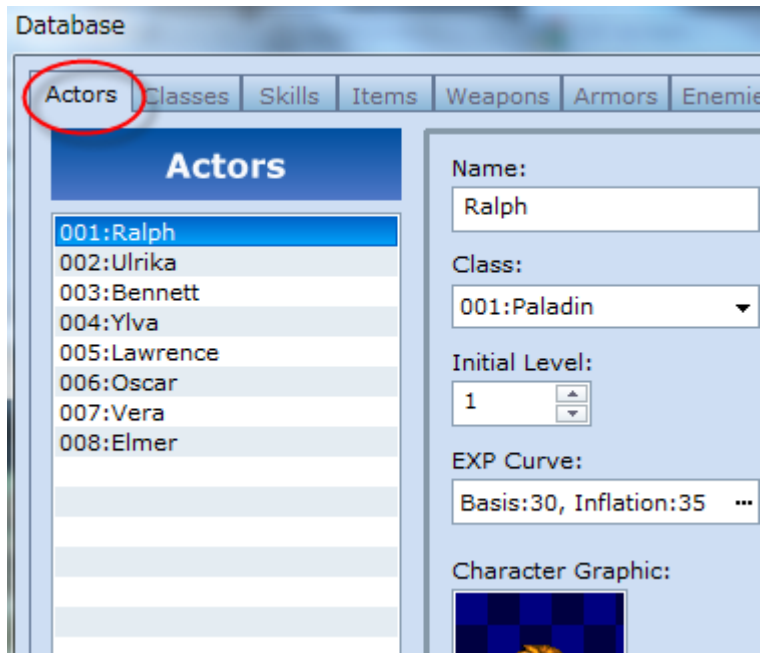 Database
Actors Classes Skills Items Weapons Armors Enemie
Actors
001:Ralph
002:Ulrika
003:Bennett
004:Ylva
005:Lawrence
006:Oscar
007:Vera
008:Elmer
Name:
Ralph
Class:
001:Paladin
Initial Level:
1
EXP Curve:
Basis:30, Inflation:35 ...
Character Graphic: